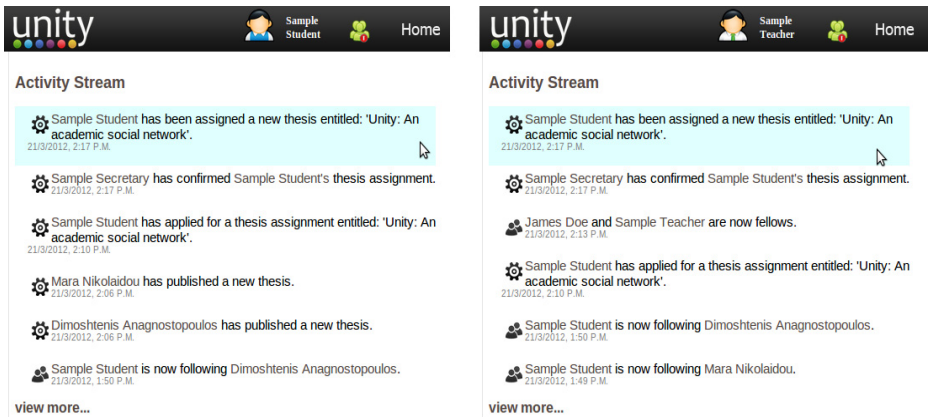 unity
Sample
Student
1
Home
Activity Stream
Sample Student has been assigned a new thesis entitled: 'Unity: An
academic social network'.
21/3/2012, 2:17 P.M.
Sample Secretary has confirmed Sample Student's thesis assignment.
21/3/2012, 2:17 P.M.
Sample Student has applied for a thesis assignment entitled: 'Unity: An
academic social network'.
21/3/2012, 2:10 P.M.
Mara Nikolaidou has published a new thesis.
21/3/2012, 2:06 P.M.
Dimoshtenis Anagnostopoulos has published a new thesis.
21/3/2012, 2:06 P.M.
Sample Student is now following Dimoshtenis Anagnostopoulos.
21/3/2012, 1:50 P.M.
view more...
unity
Sample
Teacher
1
Home
Activity Stream
Sample Student has been assigned a new thesis entitled: 'Unity: An
academic social network'.
21/3/2012, 2:17 P.M.
Sample Secretary has confirmed Sample Student's thesis assignment.
21/3/2012, 2:17 P.M.
James Doe and Sample Teacher are now fellows.
21/3/2012, 2:13 P.M.
Sample Student has applied for a thesis assignment entitled: 'Unity: An
academic social network'.
21/3/2012, 2:10 P.M.
Sample Student is now following Dimoshtenis Anagnostopoulos.
21/3/2012, 1:50 P.M.
Sample Student is now following Mara Nikolaidou.
21/3/2012, 1:49 P.M.
view more...